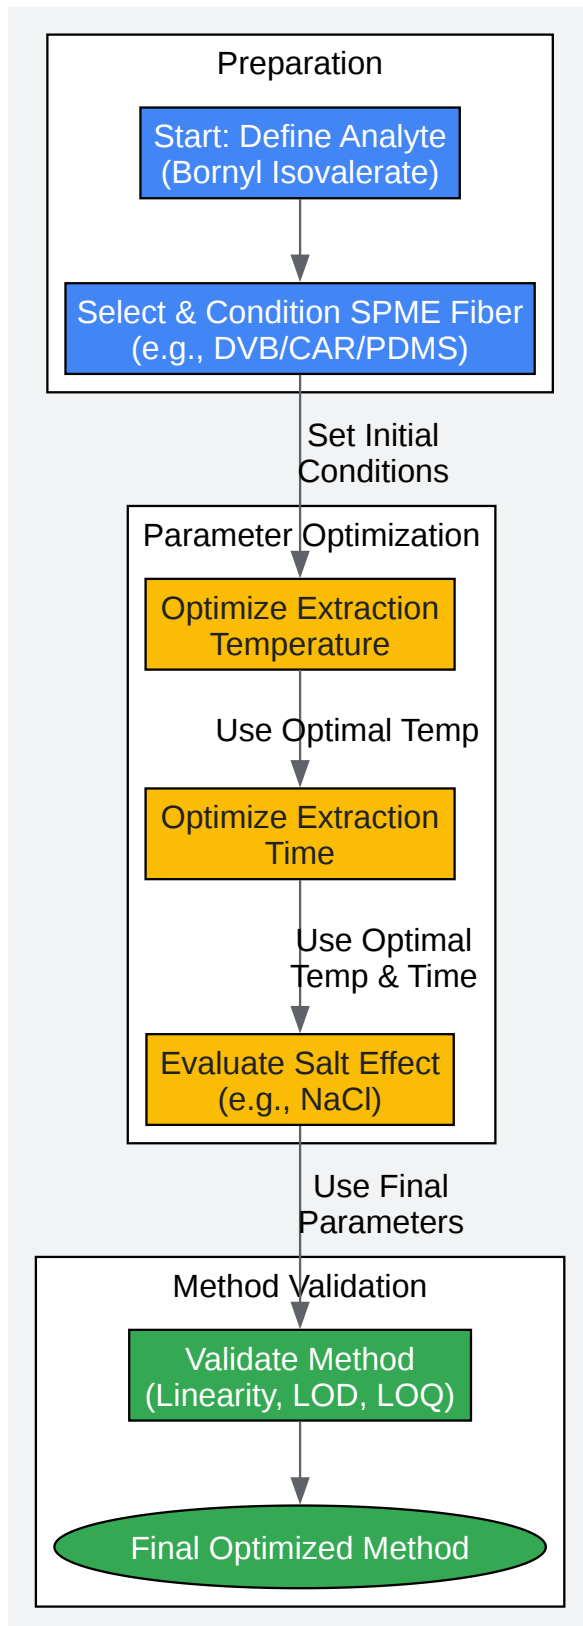 Preparation
Start: Define Analyte
(Bornyl Isovalerate)
Select & Condition SPME Fiber
(e.g., DVB/CAR/PDMS)
Set Initial
Conditions
Parameter Optimization
Optimize Extraction
Temperature
Use Optimal Temp
Optimize Extraction
Time
Use Optimal
Temp & Time
Evaluate Salt Effect
(e.g., NaCl)
Use Final
Parameters
Method Validation
Validate Method
(Linearity, LOD, LOQ)
Final Optimized Method